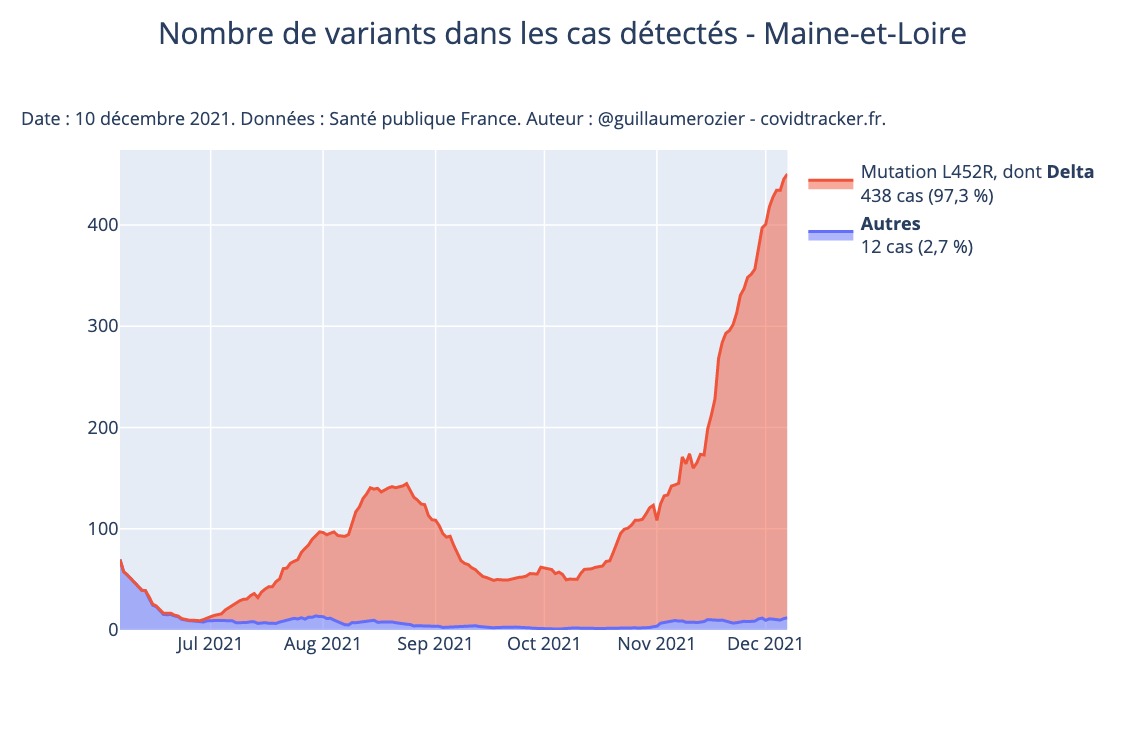 Nombre de variants dans les cas détectés - Maine-et-Loire
Date : 10 décembre 2021. Données : Santé publique France. Auteur : @guillaumerozier - covidtracker.fr.
Mutation L452R, dont Delta
438 cas (97,3 %)
Autres
12 cas (2,7 %)
400
300
200
100
0
Jul 2021 Aug 2021 Sep 2021 Oct 2021 Nov 2021 Dec 2021